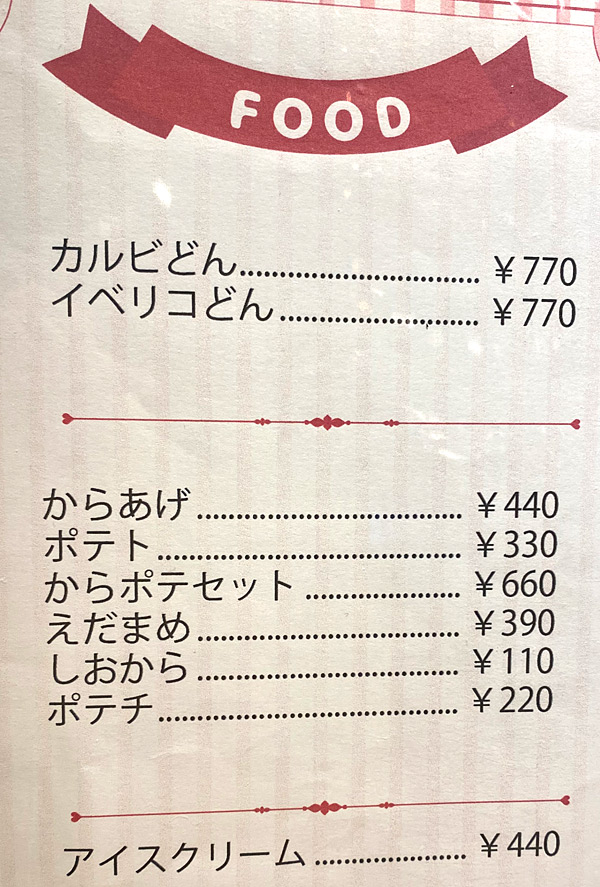 FOOD
カルビどん.............................. ¥770
イベリコどん......................... ¥770
からあげ................................. ¥440
ポテト...................................... ¥330
からポテセット................... ¥660
えだまめ................................. ¥390
しおから................................. ¥110
ポテチ...................................... ¥220
アイスクリーム................... ¥440